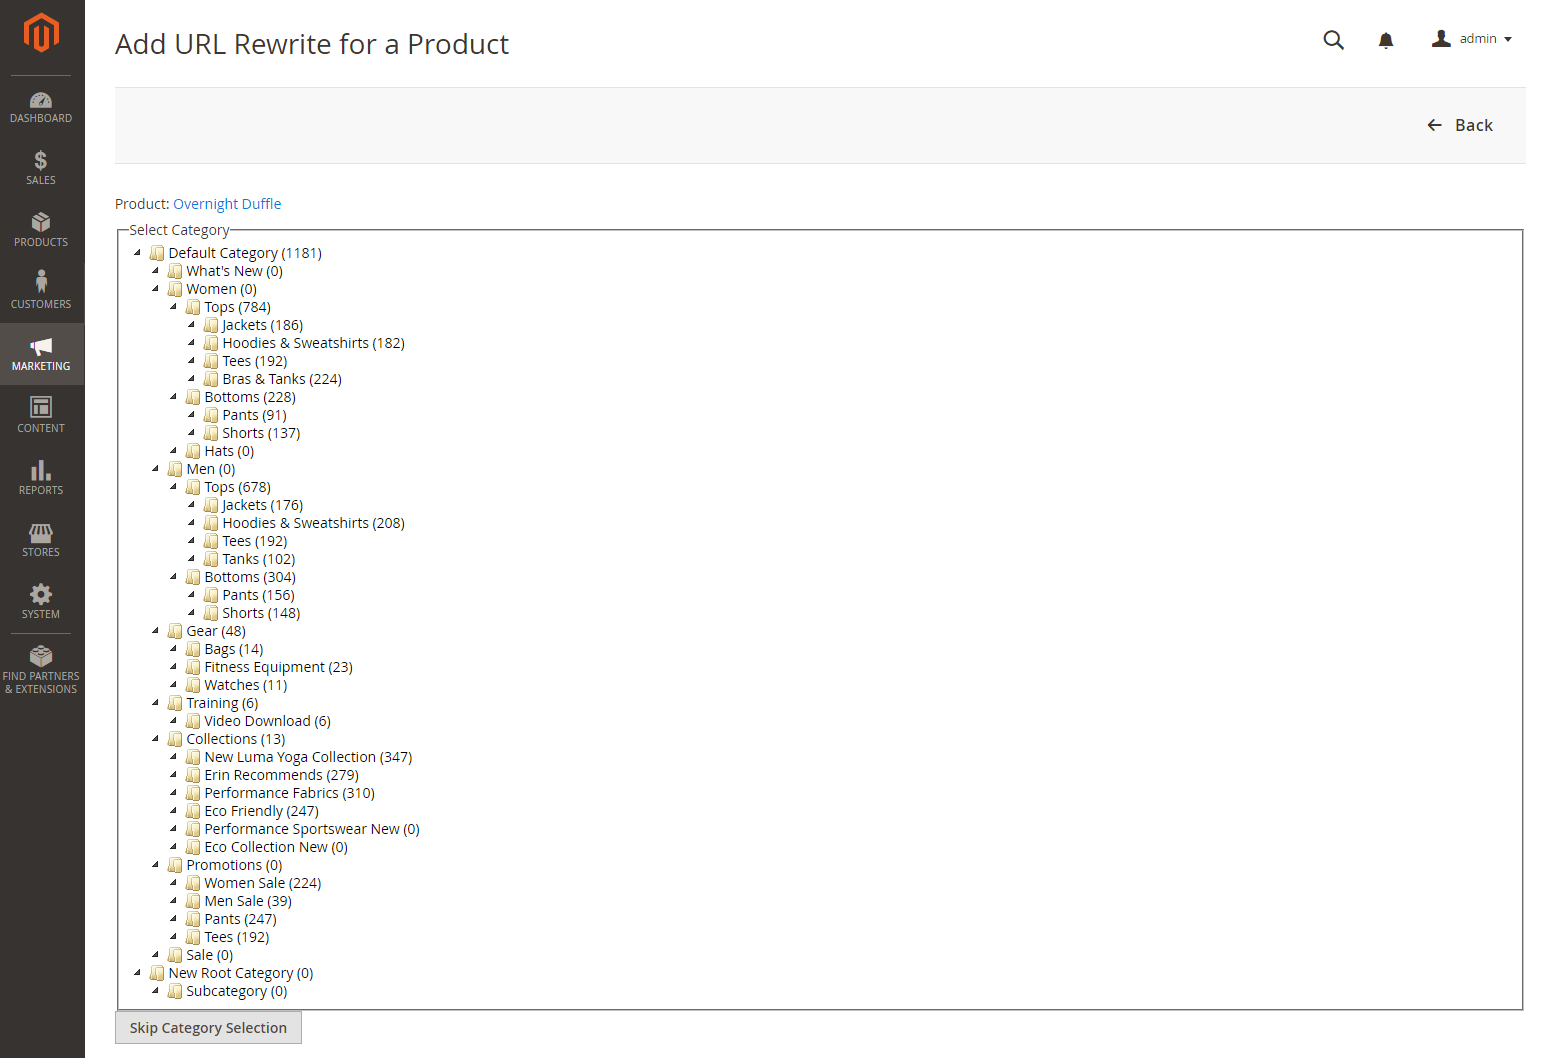 Add URL Rewrite for a Product
admin
DASHBOARD
SALES
PRODUCTS
CUSTOMERS
MARKETING
CONTENT
REPORTS
STORES
SYSTEM
FIND PARTNERS
& EXTENSIONS
Back
Product: Overnight Duffle
Select Category
Default Category (1181)
What's New (0)
Women (0)
Tops (784)
Jackets (186)
Hoodies & Sweatshirts (182)
Tees (192)
Bras & Tanks (224)
Bottoms (228)
Pants (91)
Shorts (137)
Hats (0)
Men (0)
Tops (678)
Jackets (176)
Hoodies & Sweatshirts (208)
Tees (192)
Tanks (102)
Bottoms (304)
Pants (156)
Shorts (148)
Gear (48)
Bags (14)
Fitness Equipment (23)
Watches (11)
Training (6)
Video Download (6)
Collections (13)
New Luma Yoga Collection (347)
Erin Recommends (279)
Performance Fabrics (310)
Eco Friendly (247)
Performance Sportswear New (0)
Eco Collection New (0)
Promotions (0)
Women Sale (224)
Men Sale (39)
Pants (247)
Tees (192)
Sale (0)
New Root Category (0)
Subcategory (0)
Skip Category Selection